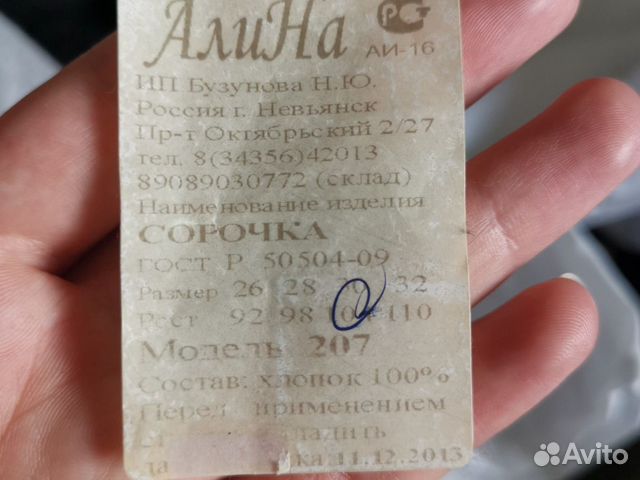 АлиНа РСТ АИ-16
ИП Бузунова Н.Ю.
Россия г. Невьянск
Пр-т Октябрьский 2/27
тел. 8(34356)42013
89089030772 (склад)
Наименование изделия
СОРОЧКА
ГОСТ Р 50504-09
Размер 26 28 30 32
Рост 92 98 110
Модель 207
Состав: хлопок 100%
Перед применением
11.12.2013
Avito